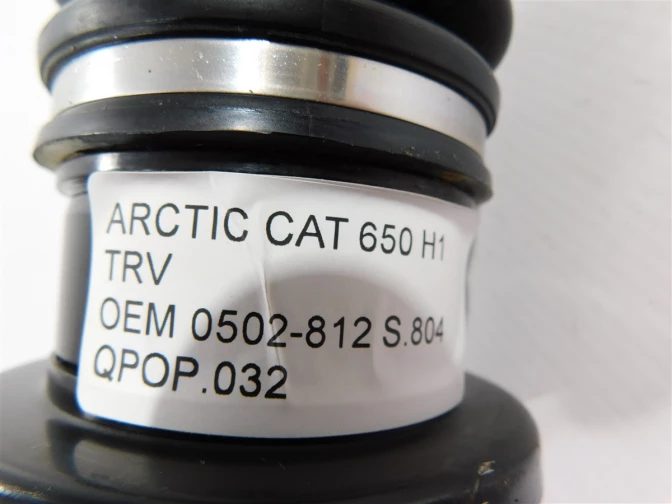 ARCTIC CAT 650 H1
TRV
OEM 0502-812 S.804
QPOP.032